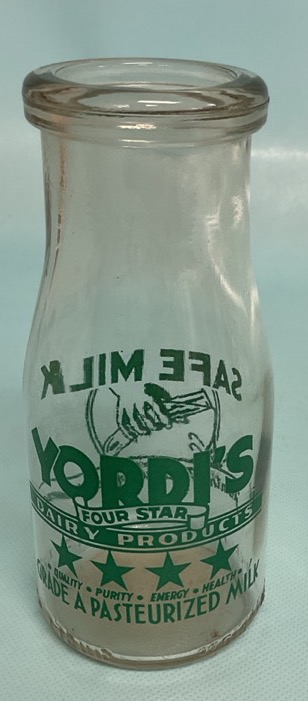 SAFE MILK
YORDI'S
FOUR STAR
DAIRY PRODUCTS
QUALITY • PURITY • ENERGY • HEALTH
GRADE A PASTEURIZED MILK